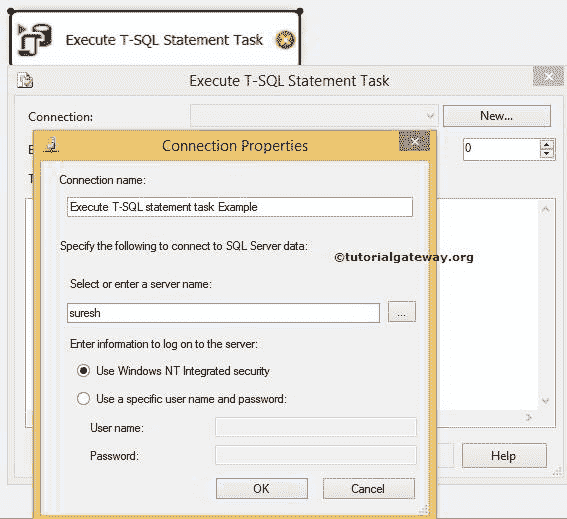 Execute T-SQL Statement Task
Execute T-SQL Statement Task
Connection:
New...
0
Connection Properties
Connection name:
Execute T-SQL statement task Example
Specify the following to connect to SQL Server data:
©tutorialgateway.org
Select or enter a server name:
suresh
...
Enter information to log on to the server:
Use Windows NT Integrated security
Use a specific user name and password:
User name:
Password:
OK
Cancel
Help